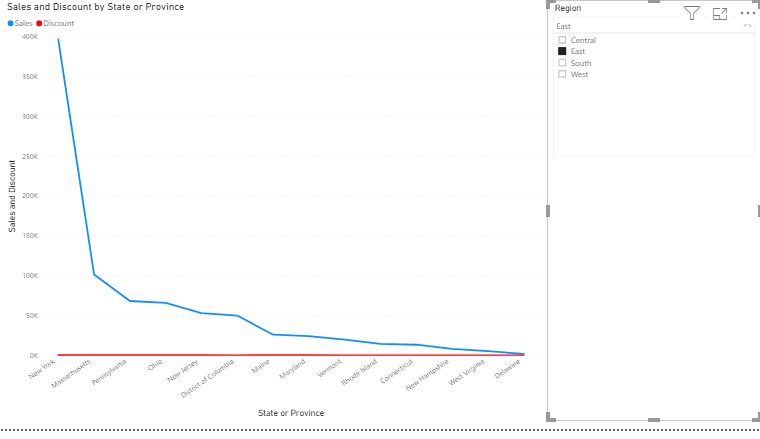 Sales and Discount by State or Province
Sales Discount
400K
350K
300K
250K
200K
150K
100K
50K
0K
Sales and Discount
New York
Massachusetts
Pennsylvania
Ohio
New Jersey
District of Columbia
Maine
Maryland
Vermont
Rhode Island
Connecticut
New Hampshire
West Virginia
Delaware
State or Province
Region
East
Central
East
South
West